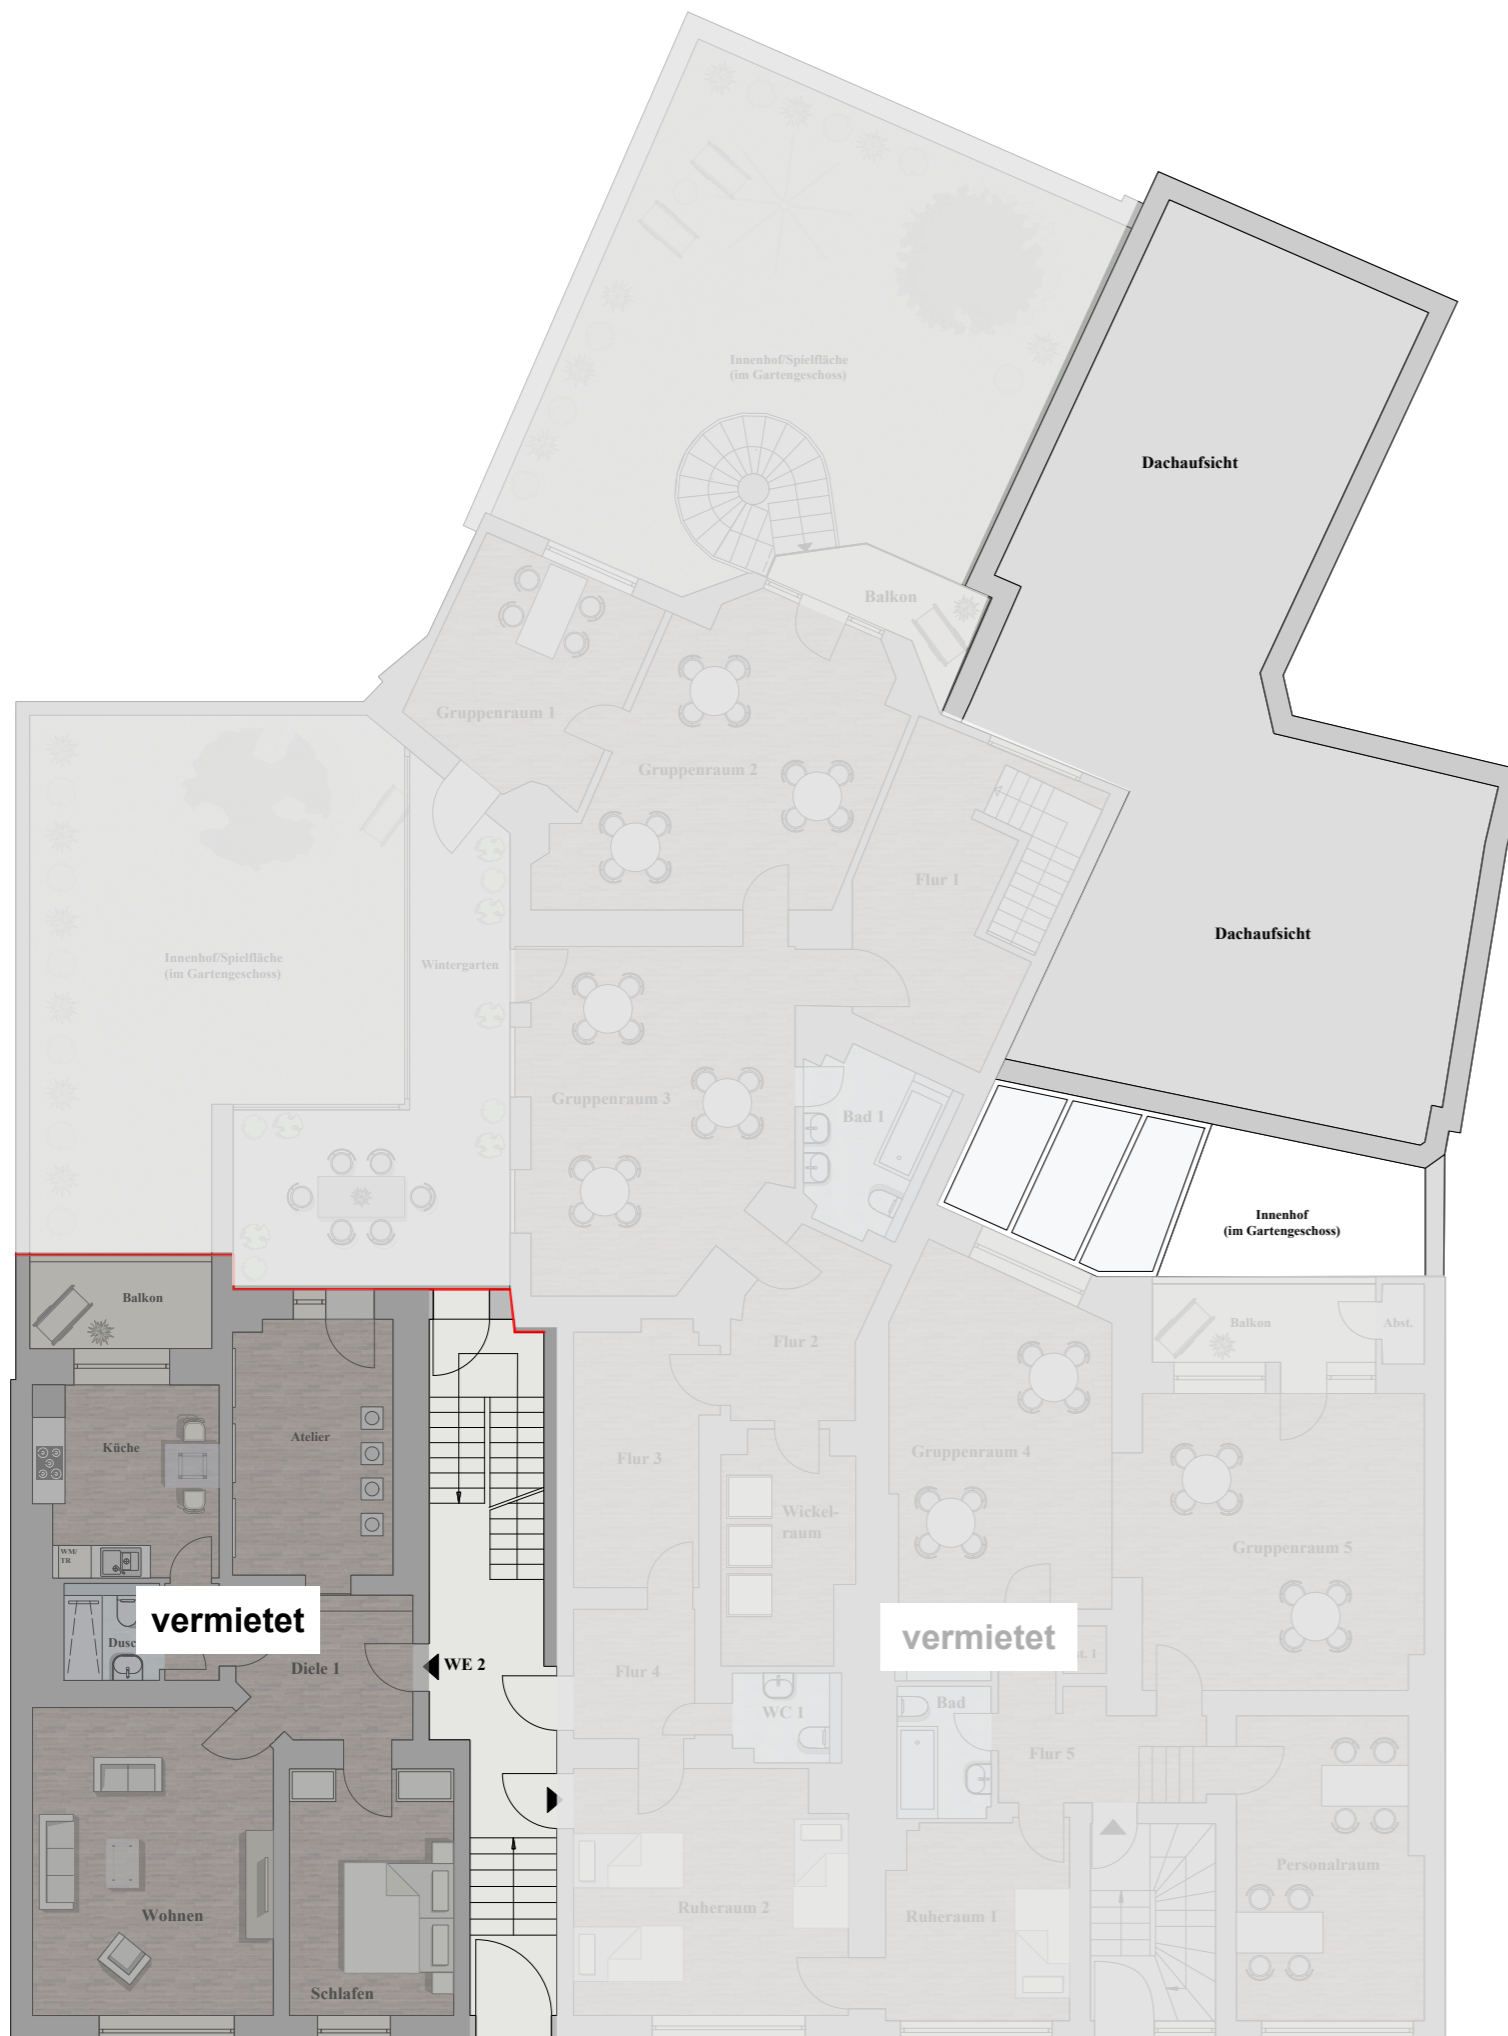 Innenhof/Spielfläche
(im Gartengeschoss)
Dachaufsicht
Balkon
Gruppenraum 1
Gruppenraum 2
Flur 1
Dachaufsicht
Innenhof/Spielfläche
(im Gartengeschoss)
Wintergarten
Gruppenraum 3
Bad 1
Innenhof
(im Gartengeschoss)
Balkon
Flur 2
Balkon
Abst.
Küche
Atelier
Flur 3
Gruppenraum 4
Wickel-
raum
Gruppenraum 5
WM/
TR
vermietet
vermietet
Diele 1
WE 2
Flur 4
WC 1
Bad
Flur 5
Wohnen
Ruheraum 2
Ruheraum 1
Personalraum
Schlafen